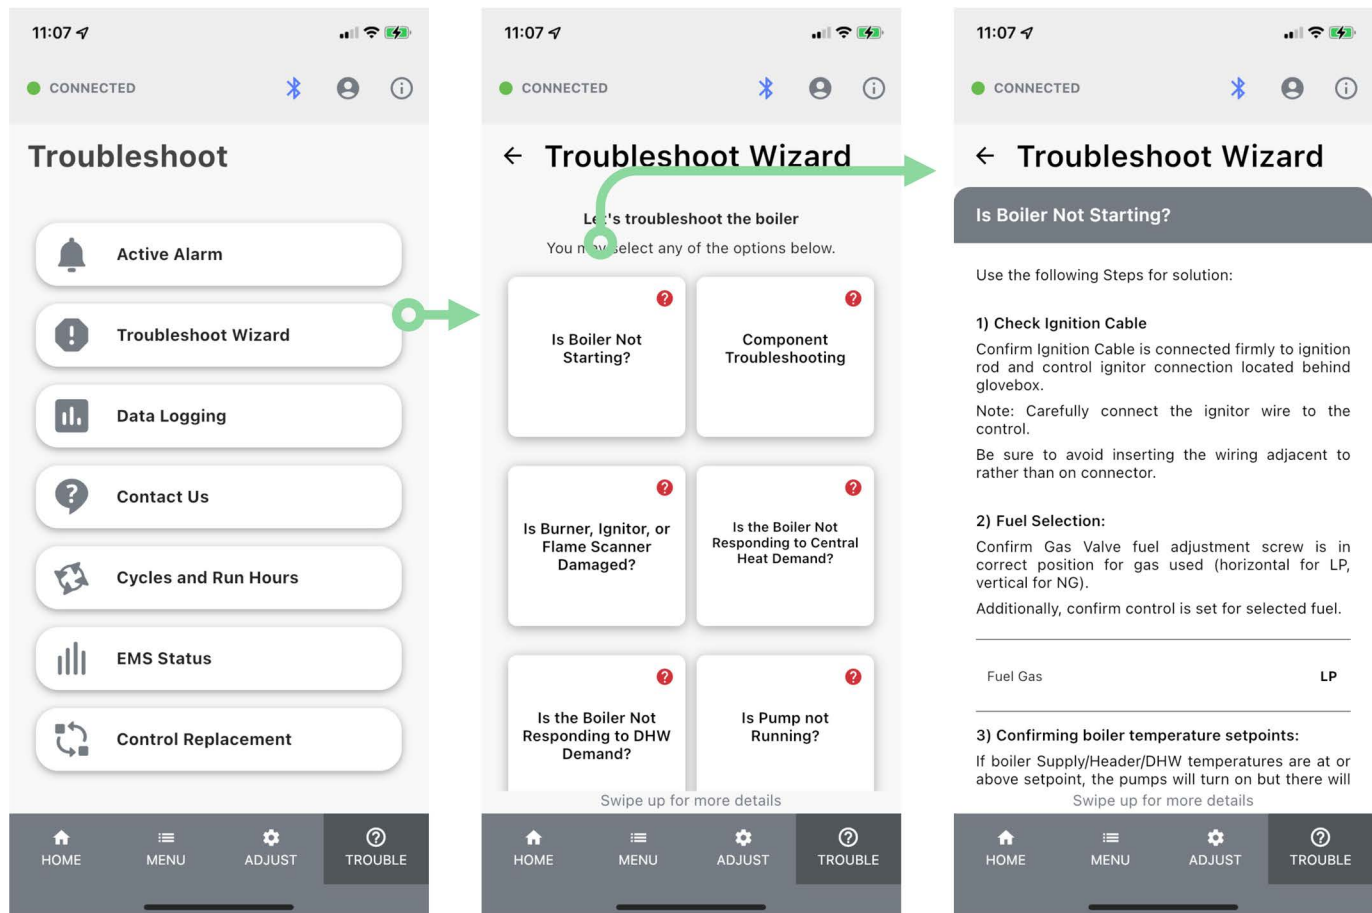 11:07
CONNECTED
Troubleshoot
Active Alarm
Troubleshoot Wizard
Data Logging
Contact Us
Cycles and Run Hours
EMS Status
Control Replacement
HOME
MENU
ADJUST
TROUBLE
11:07
CONNECTED
Troubleshoot Wizard
Let's troubleshoot the boiler
You may select any of the options below.
Is Boiler Not
Starting?
Component
Troubleshooting
Is Burner, Ignitor, or
Flame Scanner
Damaged?
Is the Boiler Not
Responding to Central
Heat Demand?
Is the Boiler Not
Responding to DHW
Demand?
Is Pump not
Running?
Swipe up for more details
HOME
MENU
ADJUST
TROUBLE
11:07
CONNECTED
Troubleshoot Wizard
Is Boiler Not Starting?
Use the following Steps for solution:
1) Check Ignition Cable
Confirm Ignition Cable is connected firmly to ignition
rod and control ignitor connection located behind
glovebox.
Note: Carefully connect the ignitor wire to the
control.
Be sure to avoid inserting the wiring adjacent to
rather than on connector.
2) Fuel Selection:
Confirm Gas Valve fuel adjustment screw is in
correct position for gas used (horizontal for LP,
vertical for NG).
Additionally, confirm control is set for selected fuel.
Fuel Gas LP
3) Confirming boiler temperature setpoints:
If boiler Supply/Header/DHW temperatures are at or
above setpoint, the pumps will turn on but there will
Swipe up for more details
HOME
MENU
ADJUST
TROUBLE